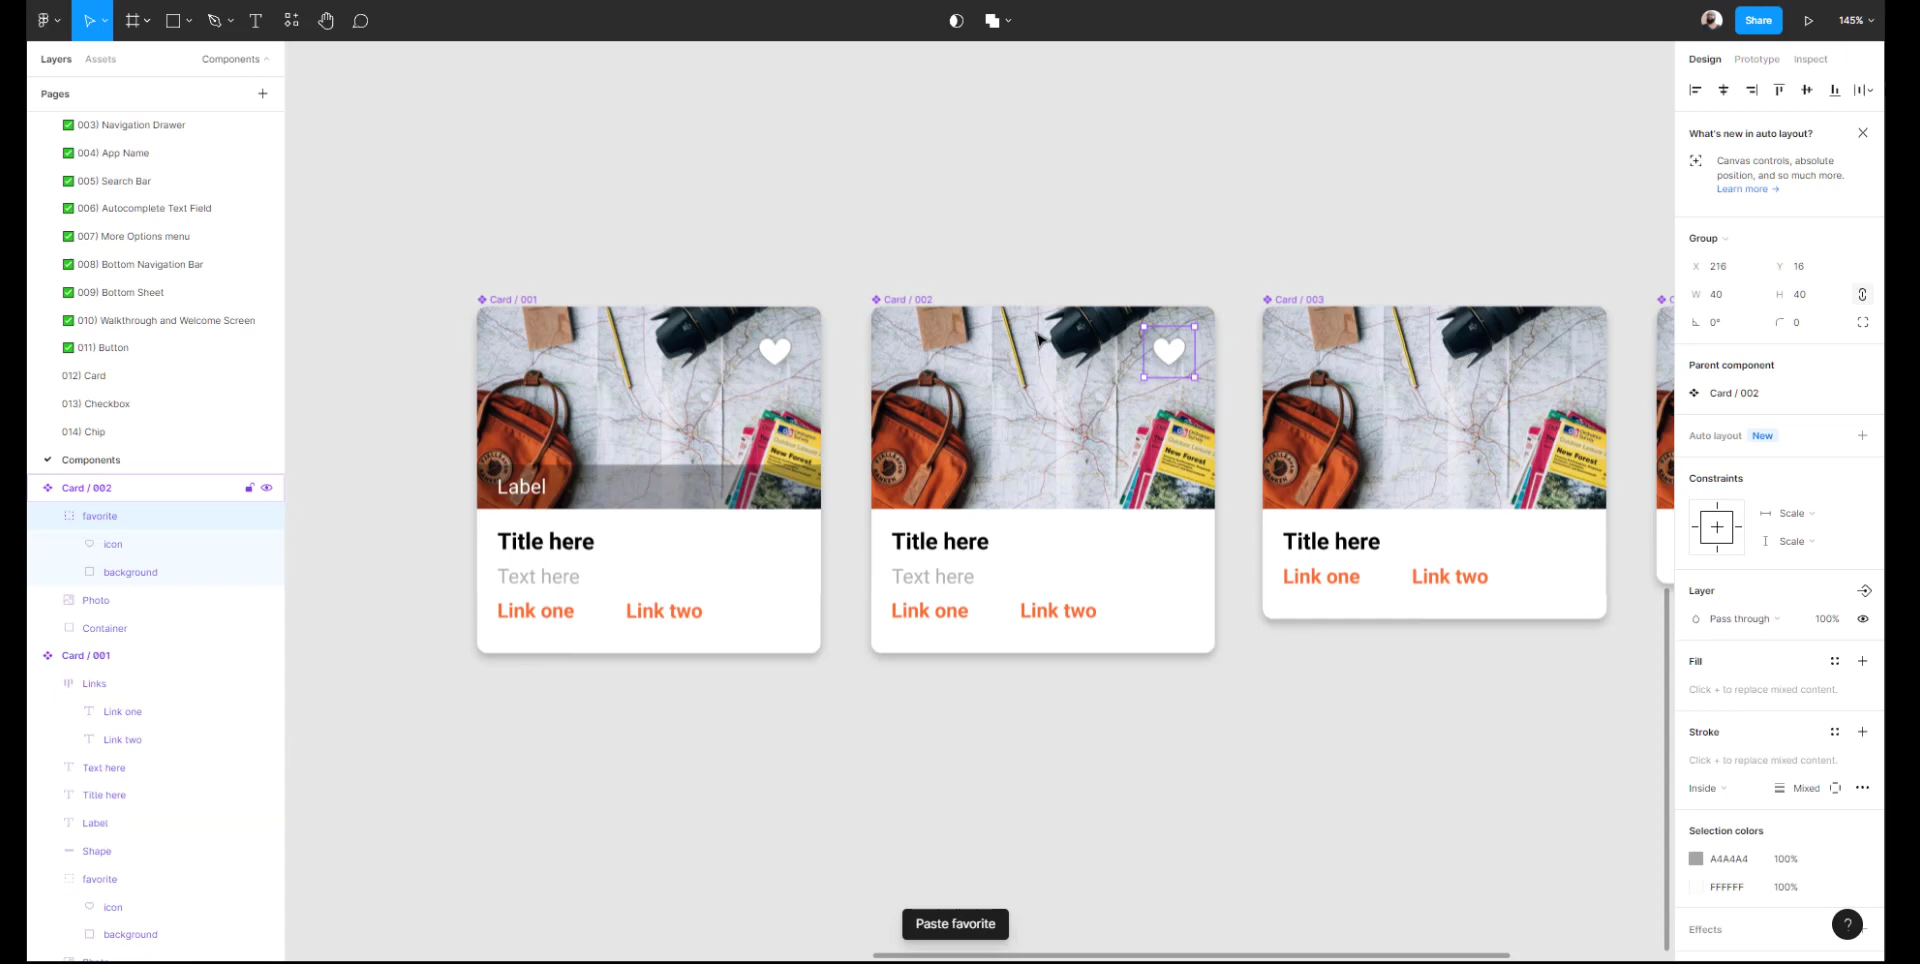 Share
145%
Layers
Assets
Components
Pages
003) Navigation Drawer
004) App Name
005) Search Bar
006) Autocomplete Text Field
007) More Options menu
008) Bottom Navigation Bar
009) Bottom Sheet
010) Walkthrough and Welcome Screen
011) Button
012) Card
013) Checkbox
014) Chip
Components
Card / 002
favorite
icon
background
Photo
Container
Card / 001
Links
Link one
Link two
Text here
Title here
Label
Shape
favorite
icon
background
Card / 001
Label
Title here
Text here
Link one Link two
Card / 002
Title here
Text here
Link one Link two
Card / 003
Title here
Link one Link two
New Forest
New Forest
New Forest
Paste favorite
Design
Prototype
Inspect
What's new in auto layout?
Canvas controls, absolute
position, and so much more.
Learn more →
Group
X 216 Y 16
W 40 H 40
0° 0
Parent component
Card / 002
Auto layout New
Constraints
Scale
Scale
Layer
Pass through 100%
Fill
Click + to replace mixed content.
Stroke
Click + to replace mixed content.
Inside Mixed
Selection colors
A4A4A4 100%
FFFFFF 100%
Effects
?